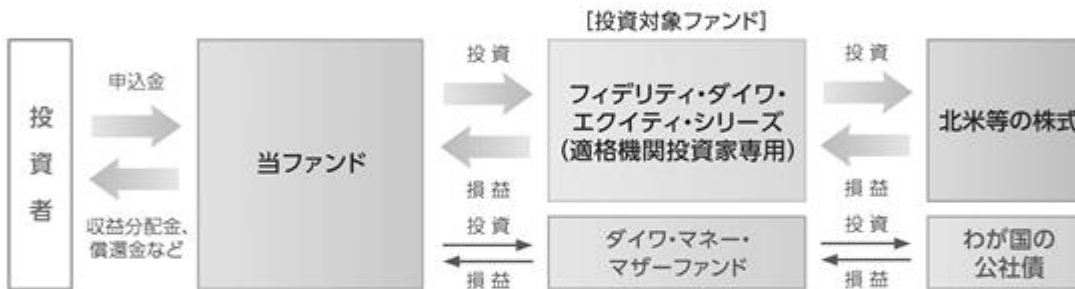 [投資対象ファンド]
投資者
申込金
収益分配金、
償還金など
当ファンド
投資
損益
投資
損益
フィデリティ・ダイワ・
エクイティ・シリーズ
(適格機関投資家専用)
ダイワ・マネー・
マザーファンド
投資
損益
投資
損益
北米等の株式
わが国の
公社債